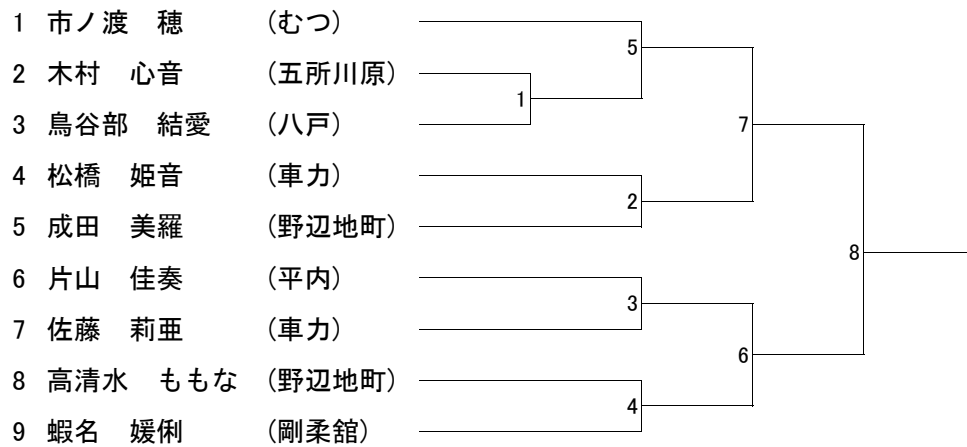 1 市ノ渡 穂 (むつ)
5
2 木村 心音 (五所川原)
1
3 鳥谷部 結愛 (八戸)
7
4 松橋 姫音 (車力)
2
5 成田 美羅 (野辺地町)
8
6 片山 佳奏 (平内)
3
7 佐藤 莉亜 (車力)
6
8 高清水 ももな (野辺地町)
4
9 蝦名 媛俐 (剛柔舘)